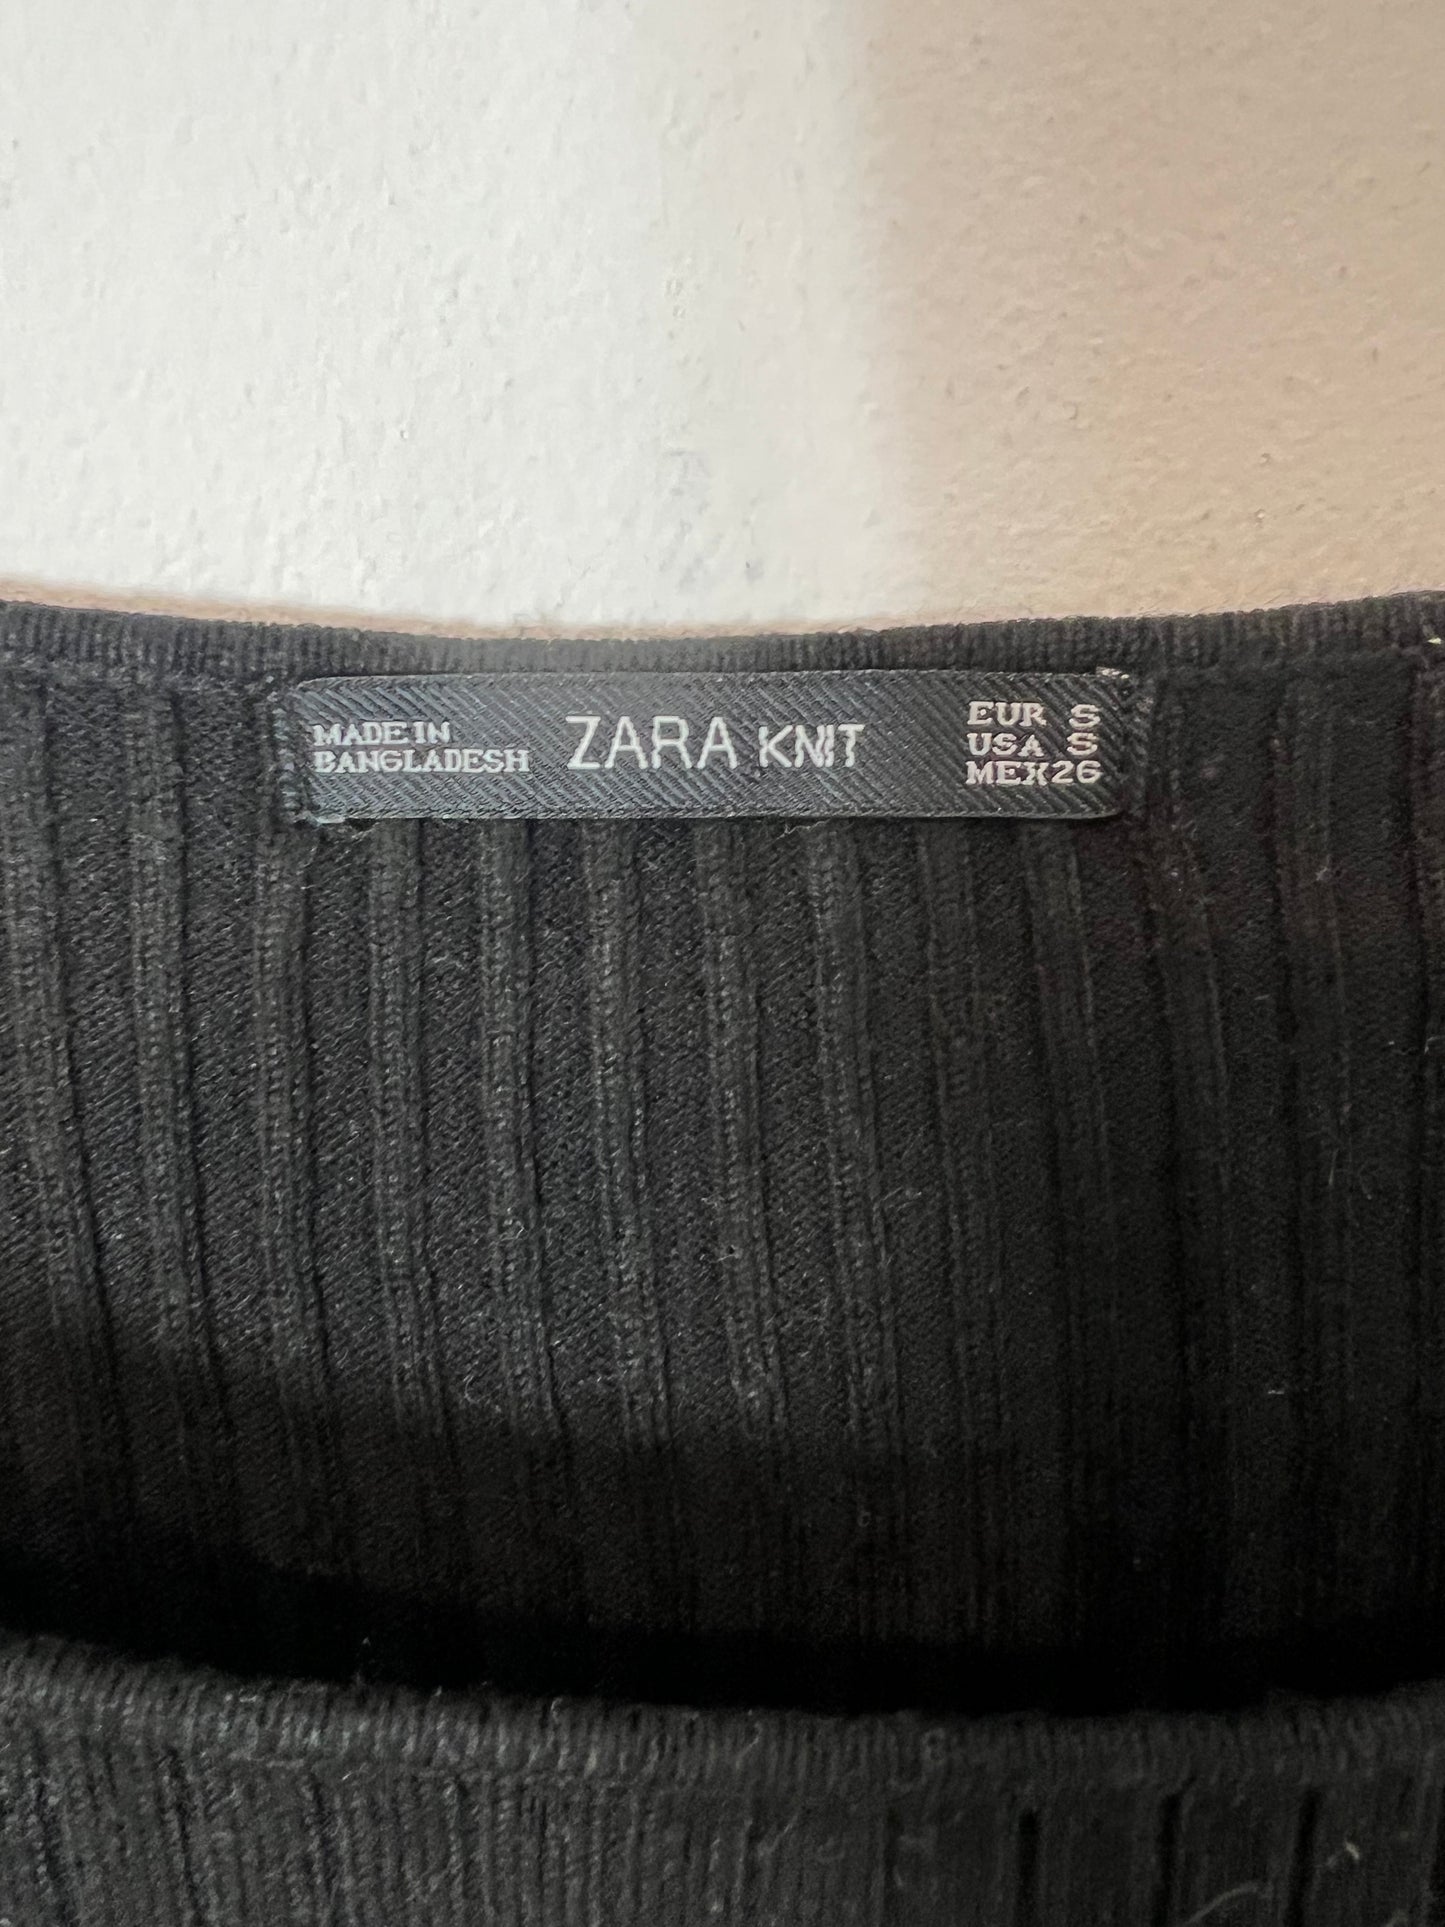 MADE IN
BANGLADESH
ZARA KNIT
EUR S
USA S
MEX 26